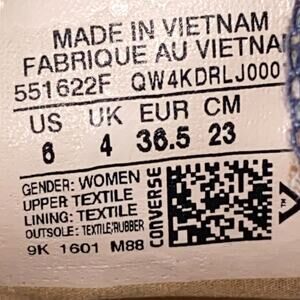 MADE IN VIETNAM
FABRIQUE AU VIETNA
551622F QW4KDRLJ000
US UK EUR CM
6 4 36.5 23
GENDER: WOMEN
UPPER TEXTILE
LINING: TEXTILE
OUTSOLE: TEXTILE/RUBBER
9K 1601 M88
CONVERSE
TM